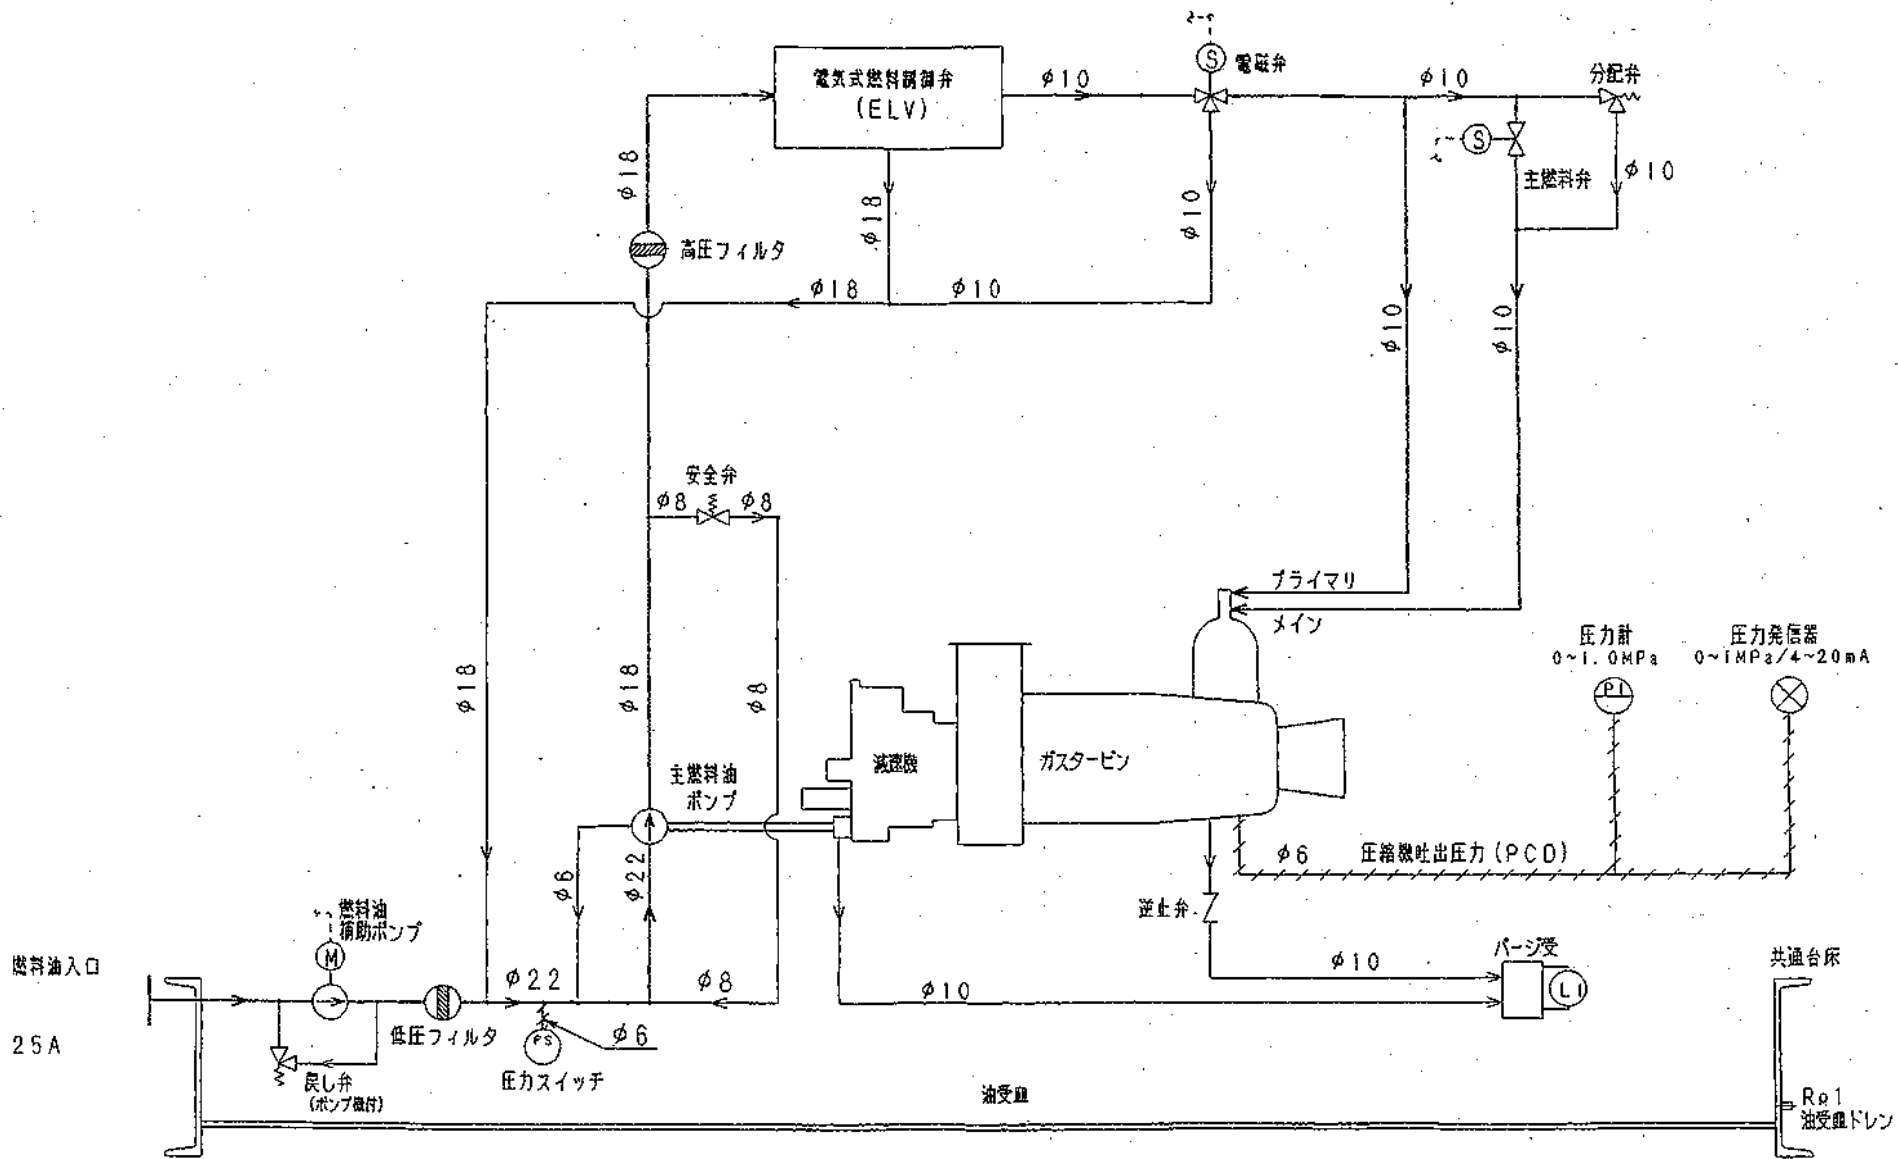 電気式燃料制御弁
(ELV)
φ10
S
電磁弁
φ10
分配弁
S
主燃料弁
φ10
φ18
高圧フィルタ
φ18
φ10
φ18
φ10
φ10
φ10
安全弁
φ8
φ8
プライマリ
メイン
圧力計
0~1.0MPa
圧力発信器
0~1MPa/4~20mA
PI
φ18
φ18
φ8
主燃料油
ポンプ
減速機
ガスタービン
φ6
φ22
φ6
圧縮機吐出圧力(PCD)
逆止弁
燃料油
補助ポンプ
M
燃料油入口
φ22
φ8
φ10
φ10
パージ受
LI
共通台床
25A
低圧フィルタ
PS
φ6
圧力スイッチ
戻し弁
(ポンプ機付)
油受皿
Rp1
油受皿ドレン